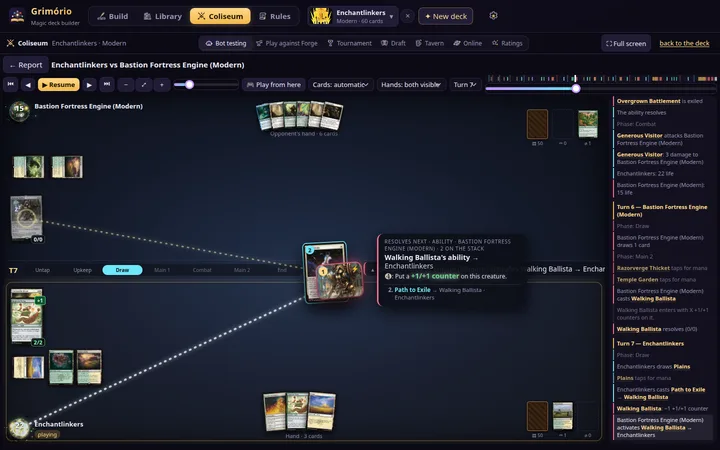 Grimório
Magic deck builder
Build
Library
Coliseum
Rules
Enchantlinkers
Modern · 60 cards
+ New deck
Coliseum
Enchantlinkers · Modern
Bot testing
Play against Forge
Tournament
Draft
Tavern
Online
Ratings
Full screen
back to the deck
← Report
Enchantlinkers vs Bastion Fortress Engine (Modern)
Resume
Play from here
Cards: automatic
Hands: both visible
Turn 7
15
Bastion Fortress Engine (Modern)
Opponent's hand · 6 cards
50
0
1
0/0
T7
Untap
Upkeep
Draw
Main 1
Combat
Main 2
End
2
1
RESOLVES NEXT · ABILITY · BASTION FORTRESS
ENGINE (MODERN) · 2 ON THE STACK
Walking Ballista's ability →
Enchantlinkers
Put a +1/+1 counter on this creature.
2. Path to Exile → Walking Ballista ·
Enchantlinkers
alking Ballista → Enchar
+1
2/2
Enchantlinkers
playing
Hand · 3 cards
50
1
0
Overgrown Battlement is exiled
The ability resolves
Phase: Combat
Generous Visitor attacks Bastion
Fortress Engine (Modern)
Generous Visitor: 3 damage to
Bastion Fortress Engine (Modern)
Enchantlinkers: 22 life
Bastion Fortress Engine (Modern):
15 life
Turn 6 — Bastion Fortress Engine
(Modern)
Phase: Draw
Bastion Fortress Engine (Modern)
draws 1 card
Phase: Main 2
Razorverge Thicket taps for mana
Temple Garden taps for mana
Bastion Fortress Engine (Modern)
casts Walking Ballista
Walking Ballista enters with X +1/+1
counters on it.
Walking Ballista resolves (0/0)
Turn 7 — Enchantlinkers
Phase: Draw
Enchantlinkers draws Plains
Plains taps for mana
Enchantlinkers casts Path to Exile
→ Walking Ballista
Walking Ballista: -1 +1/+1 counter
Bastion Fortress Engine (Modern)
activates Walking Ballista →
Enchantlinkers